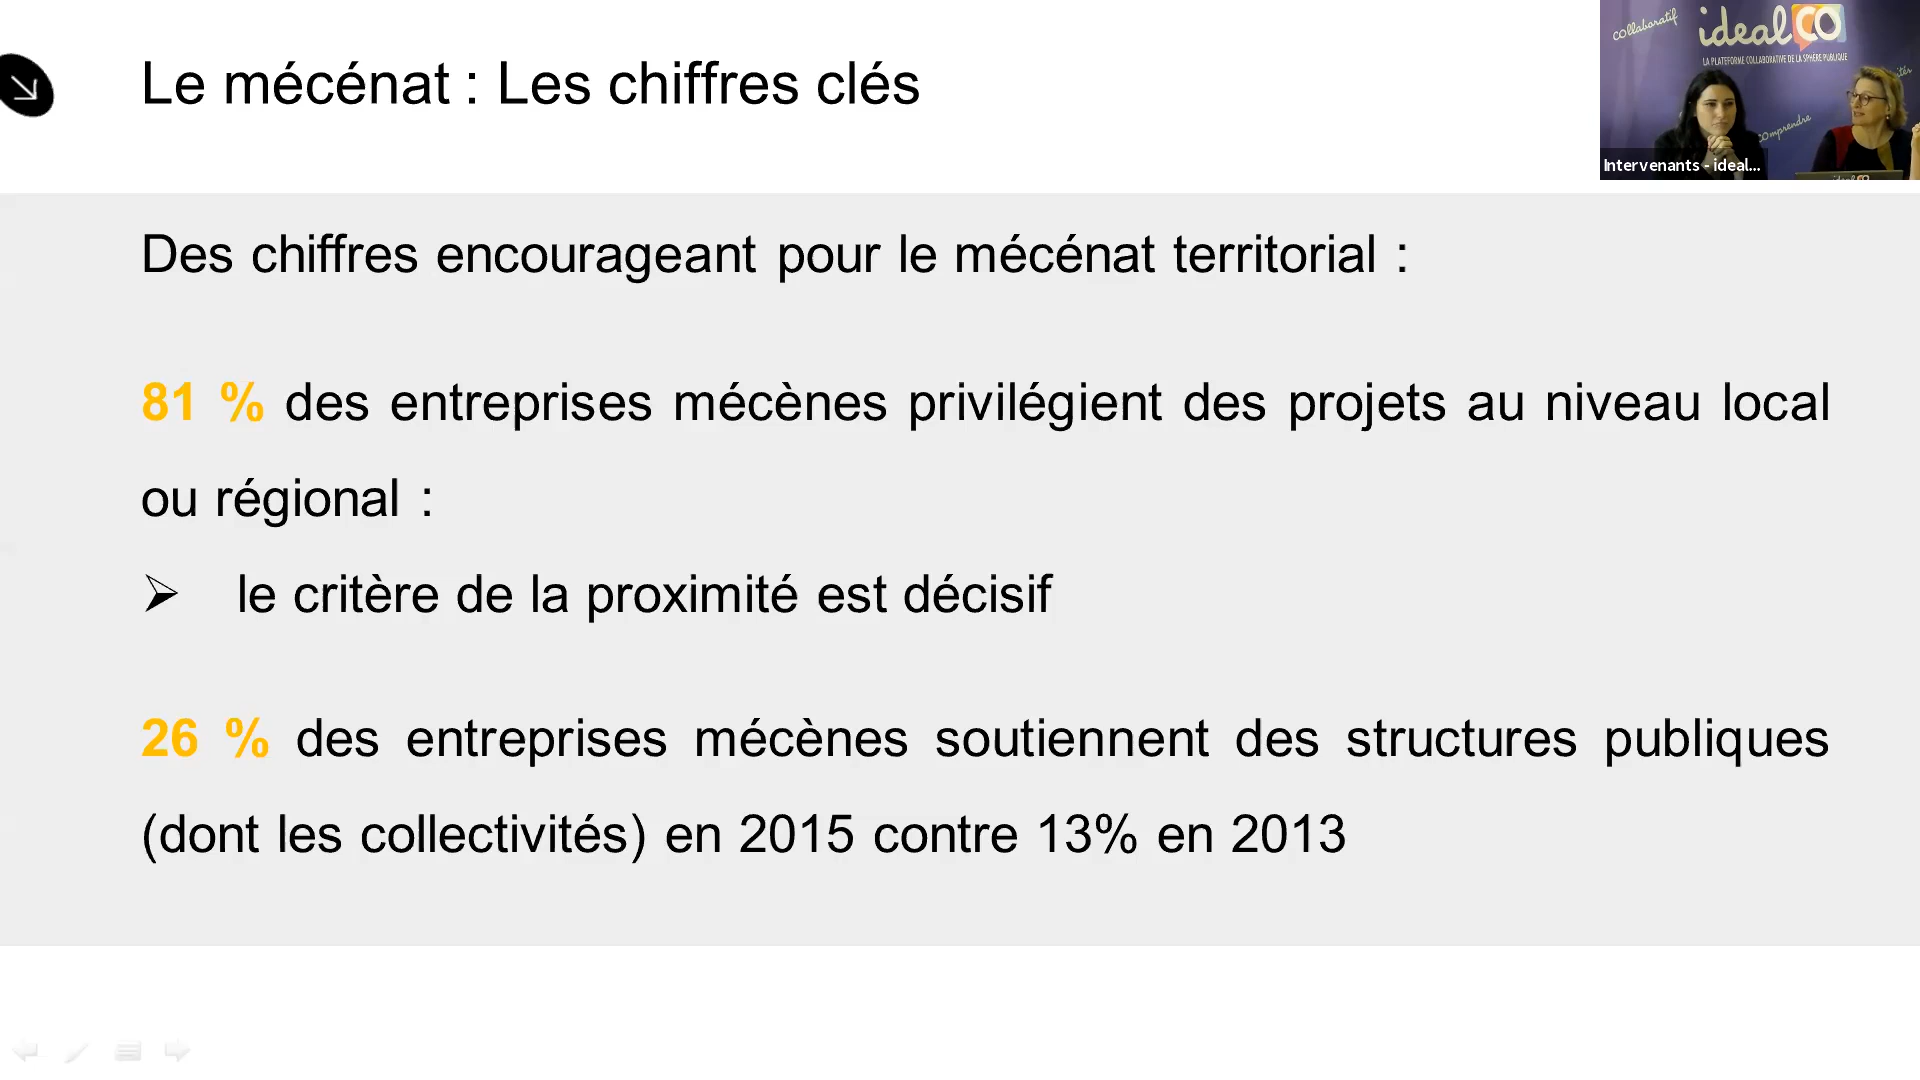 Le mécénat : Les chiffres clés
collaboratif
idealCO
LA PLATEFORME COLLABORATIVE DE LA SPHÈRE PUBLIQUE
comprendre
Intervenants - ideal...
Des chiffres encourageant pour le mécénat territorial :
81 % des entreprises mécènes privilégient des projets au niveau local
ou régional :
➢ le critère de la proximité est décisif
26 % des entreprises mécènes soutiennent des structures publiques
(dont les collectivités) en 2015 contre 13% en 2013